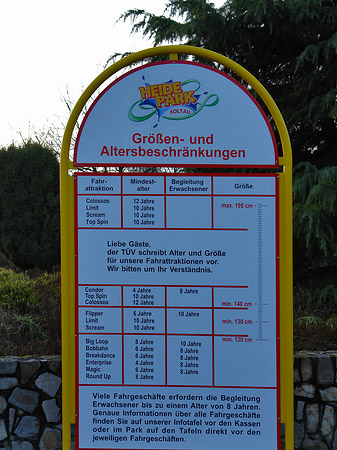 HEIDE PARK
SOLTAU
Größen- und
Altersbeschränkungen
Fahr- Mindest- Begleitung Größe
attraktion alter Erwachsener
Colossos 12 Jahre max. 195 cm
Limit 10 Jahre
Scream 10 Jahre
Top Spin 10 Jahre
Liebe Gäste,
der TÜV schreibt Alter und Größe
für unsere Fahrattraktionen vor.
Wir bitten um Ihr Verständnis.
Condor 4 Jahre 8 Jahre
Top Spin 10 Jahre
Colossos 12 Jahre min. 140 cm
Flipper 6 Jahre 10 Jahre
Limit 10 Jahre min. 130 cm
Scream 10 Jahre
min. 120 cm
Big Loop 8 Jahre 10 Jahre
Bobbahn 6 Jahre 8 Jahre
Breakdance 6 Jahre 8 Jahre
Enterprise 4 Jahre 8 Jahre
Magic 6 Jahre 8 Jahre
Round Up 8 Jahre
Viele Fahrgeschäfte erfordern die Begleitung
Erwachsener bis zu einem Alter von 8 Jahren.
Genaue Informationen über alle Fahrgeschäfte
finden Sie auf unserer Infotafel vor den Kassen
oder im Park auf den Tafeln direkt vor den
jeweiligen Fahrgeschäften.